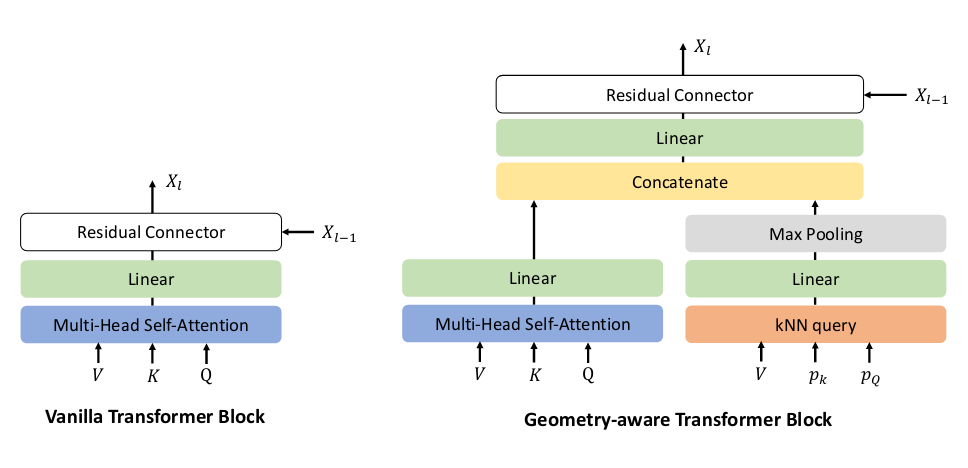 X_l
Residual Connector
X_{l-1}
Linear
Multi-Head Self-Attention
V K Q
Vanilla Transformer Block
X_l
Residual Connector
X_{l-1}
Linear
Concatenate
Linear
Multi-Head Self-Attention
V K Q
Max Pooling
Linear
kNN query
V p_k p_Q
Geometry-aware Transformer Block